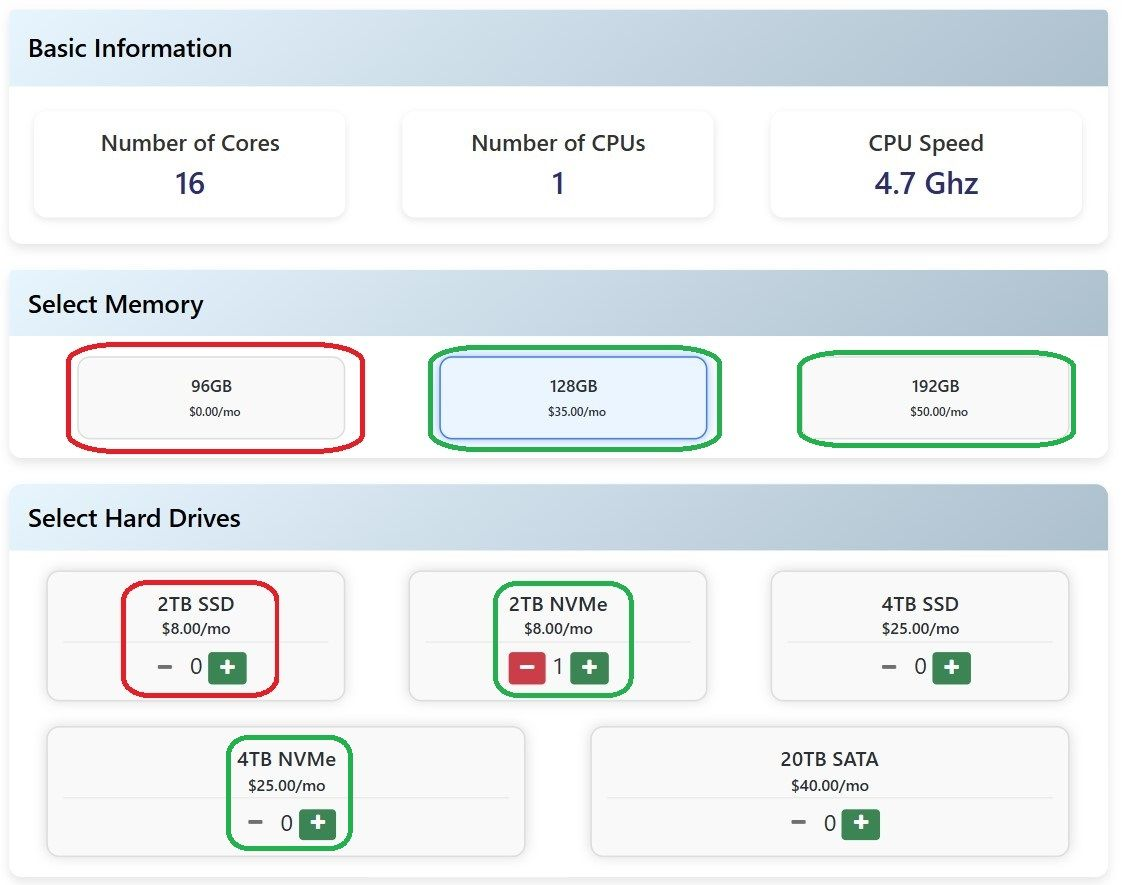 Basic Information
Number of Cores
16
Number of CPUs
1
CPU Speed
4.7 Ghz
Select Memory
96GB
$0.00/mo
128GB
$35.00/mo
192GB
$50.00/mo
Select Hard Drives
2TB SSD
$8.00/mo
− 0 +
2TB NVMe
$8.00/mo
− 1 +
4TB SSD
$25.00/mo
− 0 +
4TB NVMe
$25.00/mo
− 0 +
20TB SATA
$40.00/mo
− 0 +